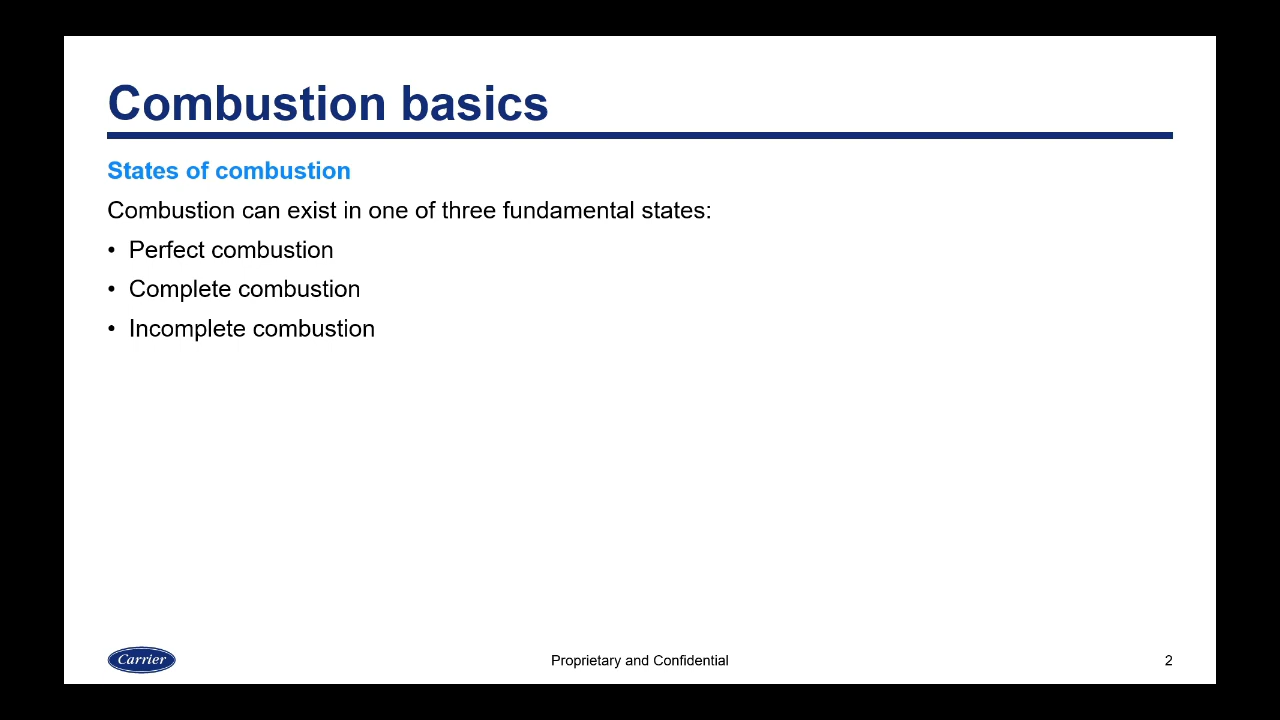 Combustion basics
States of combustion
Combustion can exist in one of three fundamental states:
• Perfect combustion
• Complete combustion
• Incomplete combustion
Carrier
Proprietary and Confidential
2